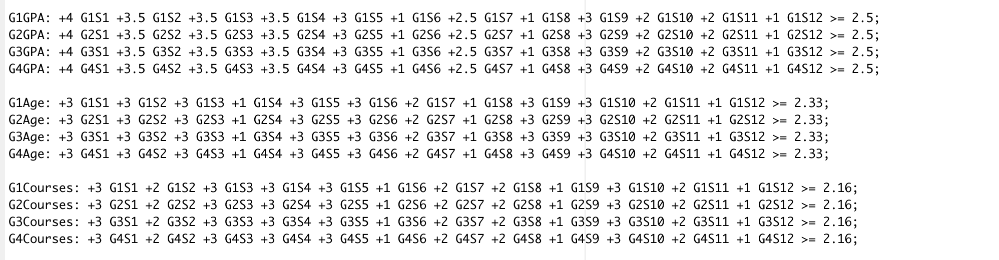 G1GPA: +4 G1S1 +3.5 G1S2 +3.5 G1S3 +3.5 G1S4 +3 G1S5 +1 G1S6 +2.5 G1S7 +1 G1S8 +3 G1S9 +2 G1S10 +2 G1S11 +1 G1S12 >= 2.5;
G2GPA: +4 G2S1 +3.5 G2S2 +3.5 G2S3 +3.5 G2S4 +3 G2S5 +1 G2S6 +2.5 G2S7 +1 G2S8 +3 G2S9 +2 G2S10 +2 G2S11 +1 G2S12 >= 2.5;
G3GPA: +4 G3S1 +3.5 G3S2 +3.5 G3S3 +3.5 G3S4 +3 G3S5 +1 G3S6 +2.5 G3S7 +1 G3S8 +3 G3S9 +2 G3S10 +2 G3S11 +1 G3S12 >= 2.5;
G4GPA: +4 G4S1 +3.5 G4S2 +3.5 G4S3 +3.5 G4S4 +3 G4S5 +1 G4S6 +2.5 G4S7 +1 G4S8 +3 G4S9 +2 G4S10 +2 G4S11 +1 G4S12 >= 2.5;
G1Age: +3 G1S1 +3 G1S2 +3 G1S3 +1 G1S4 +3 G1S5 +3 G1S6 +2 G1S7 +1 G1S8 +3 G1S9 +3 G1S10 +2 G1S11 +1 G1S12 >= 2.33;
G2Age: +3 G2S1 +3 G2S2 +3 G2S3 +1 G2S4 +3 G2S5 +3 G2S6 +2 G2S7 +1 G2S8 +3 G2S9 +3 G2S10 +2 G2S11 +1 G2S12 >= 2.33;
G3Age: +3 G3S1 +3 G3S2 +3 G3S3 +1 G3S4 +3 G3S5 +3 G3S6 +2 G3S7 +1 G3S8 +3 G3S9 +3 G3S10 +2 G3S11 +1 G3S12 >= 2.33;
G4Age: +3 G4S1 +3 G4S2 +3 G4S3 +1 G4S4 +3 G4S5 +3 G4S6 +2 G4S7 +1 G4S8 +3 G4S9 +3 G4S10 +2 G4S11 +1 G4S12 >= 2.33;
G1Courses: +3 G1S1 +2 G1S2 +3 G1S3 +3 G1S4 +3 G1S5 +1 G1S6 +2 G1S7 +2 G1S8 +1 G1S9 +3 G1S10 +2 G1S11 +1 G1S12 >= 2.16;
G2Courses: +3 G2S1 +2 G2S2 +3 G2S3 +3 G2S4 +3 G2S5 +1 G2S6 +2 G2S7 +2 G2S8 +1 G2S9 +3 G2S10 +2 G2S11 +1 G2S12 >= 2.16;
G3Courses: +3 G3S1 +2 G3S2 +3 G3S3 +3 G3S4 +3 G3S5 +1 G3S6 +2 G3S7 +2 G3S8 +1 G3S9 +3 G3S10 +2 G3S11 +1 G3S12 >= 2.16;
G4Courses: +3 G4S1 +2 G4S2 +3 G4S3 +3 G4S4 +3 G4S5 +1 G4S6 +2 G4S7 +2 G4S8 +1 G4S9 +3 G4S10 +2 G4S11 +1 G4S12 >= 2.16;